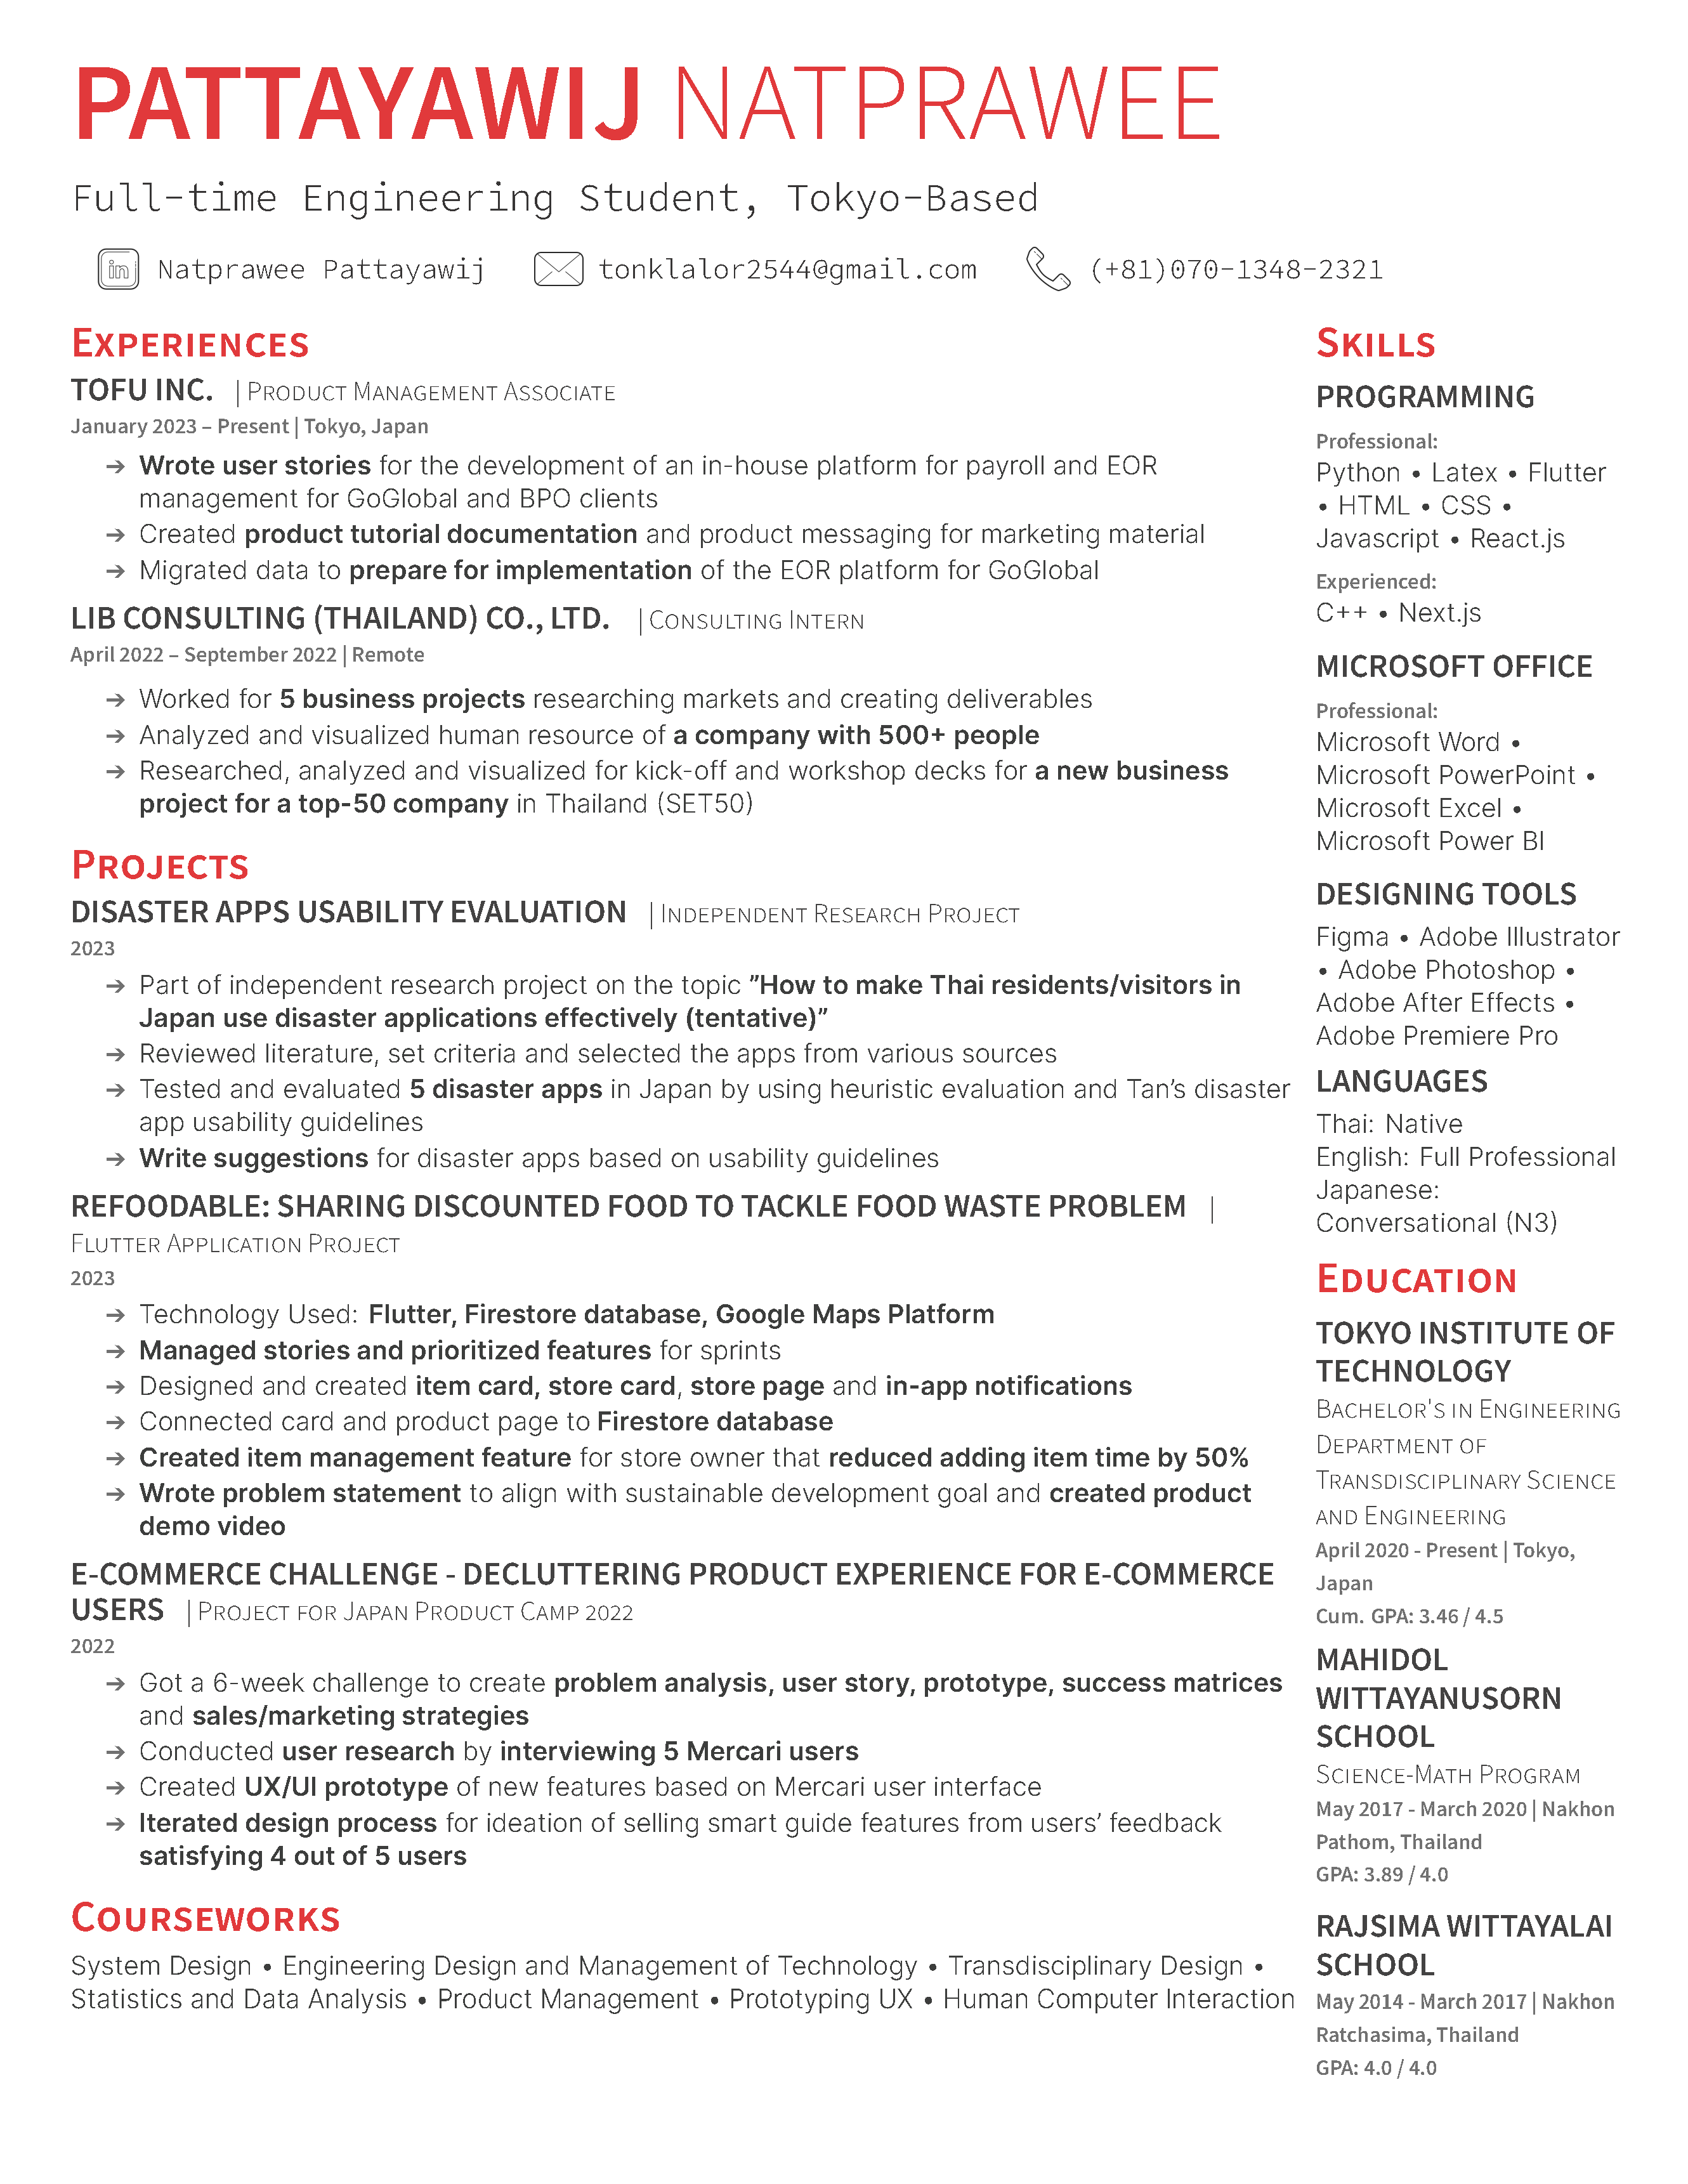 PATTAYAWIJ NATPRAWEE
Full-time Engineering Student, Tokyo-Based
in Natprawee Pattayawij tonklalor2544@gmail.com (+81)070-1348-2321
EXPERIENCES
TOFU INC. | PRODUCT MANAGEMENT ASSOCIATE
January 2023 – Present | Tokyo, Japan
➔ Wrote user stories for the development of an in-house platform for payroll and EOR
management for GoGlobal and BPO clients
➔ Created product tutorial documentation and product messaging for marketing material
➔ Migrated data to prepare for implementation of the EOR platform for GoGlobal
LIB CONSULTING (THAILAND) CO., LTD. | CONSULTING INTERN
April 2022 – September 2022 | Remote
➔ Worked for 5 business projects researching markets and creating deliverables
➔ Analyzed and visualized human resource of a company with 500+ people
➔ Researched, analyzed and visualized for kick-off and workshop decks for a new business
project for a top-50 company in Thailand (SET50)
PROJECTS
DISASTER APPS USABILITY EVALUATION | INDEPENDENT RESEARCH PROJECT
2023
➔ Part of independent research project on the topic ”How to make Thai residents/visitors in
Japan use disaster applications effectively (tentative)”
➔ Reviewed literature, set criteria and selected the apps from various sources
➔ Tested and evaluated 5 disaster apps in Japan by using heuristic evaluation and Tan’s disaster
app usability guidelines
➔ Write suggestions for disaster apps based on usability guidelines
REFOODABLE: SHARING DISCOUNTED FOOD TO TACKLE FOOD WASTE PROBLEM |
FLUTTER APPLICATION PROJECT
2023
➔ Technology Used: Flutter, Firestore database, Google Maps Platform
➔ Managed stories and prioritized features for sprints
➔ Designed and created item card, store card, store page and in-app notifications
➔ Connected card and product page to Firestore database
➔ Created item management feature for store owner that reduced adding item time by 50%
➔ Wrote problem statement to align with sustainable development goal and created product
demo video
E-COMMERCE CHALLENGE - DECLUTTERING PRODUCT EXPERIENCE FOR E-COMMERCE
USERS | PROJECT FOR JAPAN PRODUCT CAMP 2022
2022
➔ Got a 6-week challenge to create problem analysis, user story, prototype, success matrices
and sales/marketing strategies
➔ Conducted user research by interviewing 5 Mercari users
➔ Created UX/UI prototype of new features based on Mercari user interface
➔ Iterated design process for ideation of selling smart guide features from users’ feedback
satisfying 4 out of 5 users
COURSEWORKS
System Design • Engineering Design and Management of Technology • Transdisciplinary Design •
Statistics and Data Analysis • Product Management • Prototyping UX • Human Computer Interaction
SKILLS
PROGRAMMING
Professional:
Python • Latex • Flutter
• HTML • CSS •
Javascript • React.js
Experienced:
C++ • Next.js
MICROSOFT OFFICE
Professional:
Microsoft Word •
Microsoft PowerPoint •
Microsoft Excel •
Microsoft Power BI
DESIGNING TOOLS
Figma • Adobe Illustrator
• Adobe Photoshop •
Adobe After Effects •
Adobe Premiere Pro
LANGUAGES
Thai: Native
English: Full Professional
Japanese:
Conversational (N3)
EDUCATION
TOKYO INSTITUTE OF
TECHNOLOGY
BACHELOR'S IN ENGINEERING
DEPARTMENT OF
TRANSDISCIPLINARY SCIENCE
AND ENGINEERING
April 2020 - Present | Tokyo,
Japan
Cum. GPA: 3.46 / 4.5
MAHIDOL
WITTAYANUSORN
SCHOOL
SCIENCE-MATH PROGRAM
May 2017 - March 2020 | Nakhon
Pathom, Thailand
GPA: 3.89 / 4.0
RAJSIMA WITTAYALAI
SCHOOL
May 2014 - March 2017 | Nakhon
Ratchasima, Thailand
GPA: 4.0 / 4.0